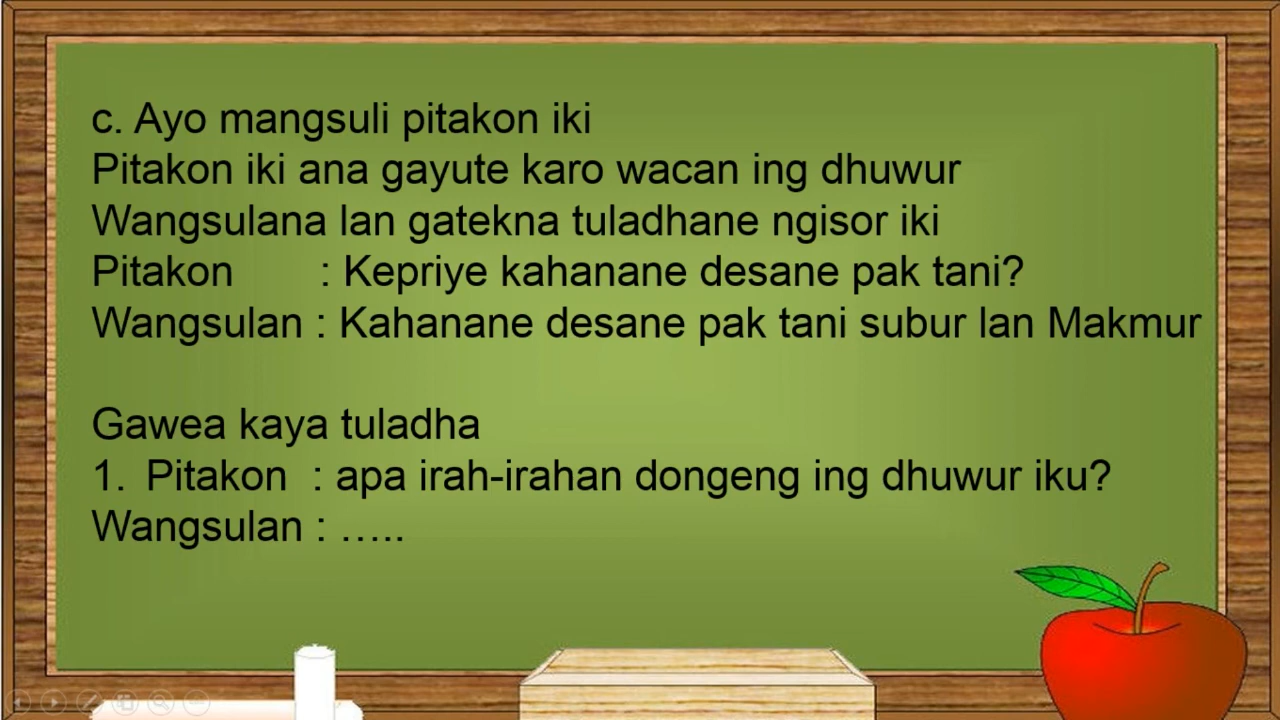 c. Ayo mangsuli pitakon iki
Pitakon iki ana gayute karo wacan ing dhuwur
Wangsulana lan gatekna tuladhane ngisor iki
Pitakon : Kepriye kahanane desane pak tani?
Wangsulan : Kahanane desane pak tani subur lan Makmur
Gawea kaya tuladha
1. Pitakon : apa irah-irahan dongeng ing dhuwur iku?
Wangsulan : …..